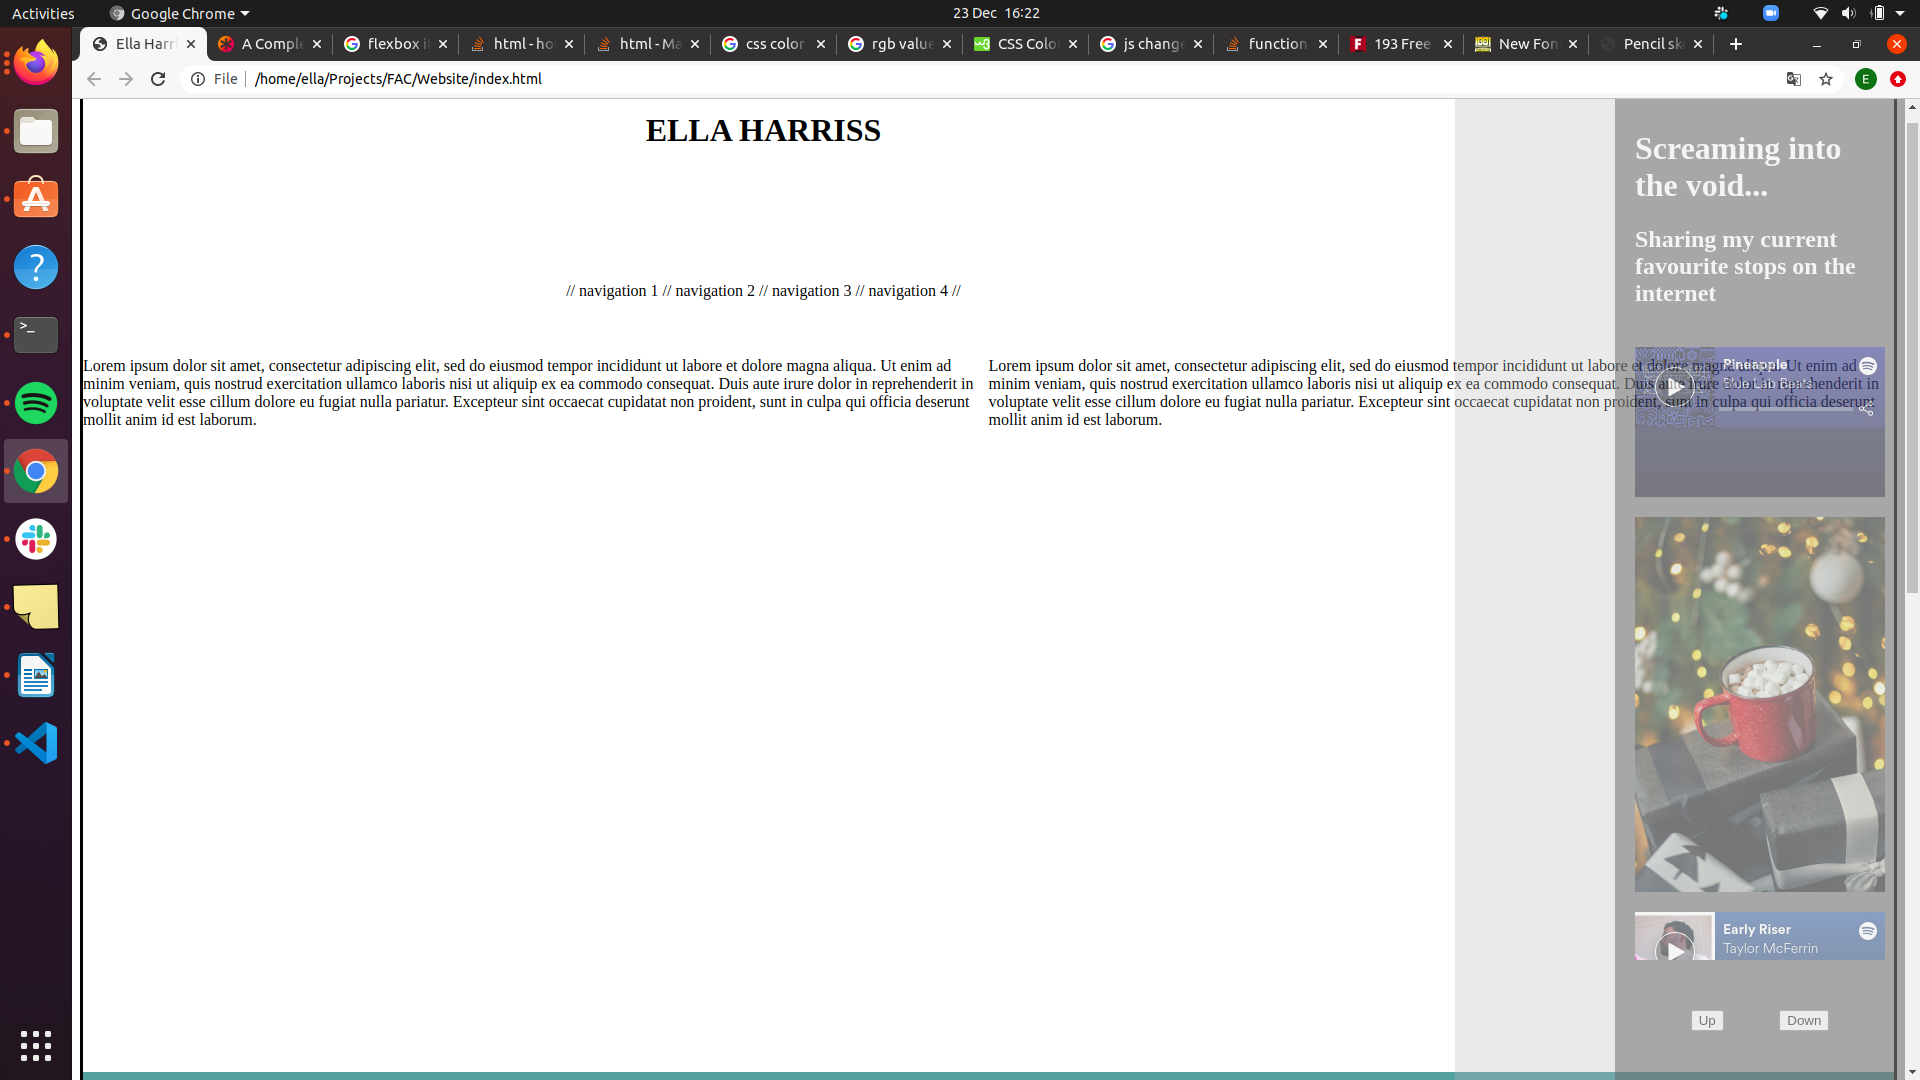 Activities
Google Chrome
23 Dec 16:22
Ella Harri
A Comple
flexbox i
html - ho
html - Ma
css color
rgb value
CSS Colo
js change
function
193 Free
New Fon
Pencil sk
File
/home/ella/Projects/FAC/Website/index.html
E
ELLA HARRISS
// navigation 1 // navigation 2 // navigation 3 // navigation 4 //
Lorem ipsum dolor sit amet, consectetur adipiscing elit, sed do eiusmod tempor incididunt ut labore et dolore magna aliqua. Ut enim ad
minim veniam, quis nostrud exercitation ullamco laboris nisi ut aliquip ex ea commodo consequat. Duis aute irure dolor in reprehenderit in
voluptate velit esse cillum dolore eu fugiat nulla pariatur. Excepteur sint occaecat cupidatat non proident, sunt in culpa qui officia deserunt
mollit anim id est laborum.
Lorem ipsum dolor sit amet, consectetur adipiscing elit, sed do eiusmod tempor incididunt ut labore et dolore magna aliqua. Ut enim ad
minim veniam, quis nostrud exercitation ullamco laboris nisi ut aliquip ex ea commodo consequat. Duis aute irure dolor in reprehenderit in
voluptate velit esse cillum dolore eu fugiat nulla pariatur. Excepteur sint occaecat cupidatat non proident, sunt in culpa qui officia deserunt
mollit anim id est laborum.
Screaming into
the void...
Sharing my current
favourite stops on the
internet
Pineapple
Blue Lab Beats
Early Riser
Taylor McFerrin
Up
Down